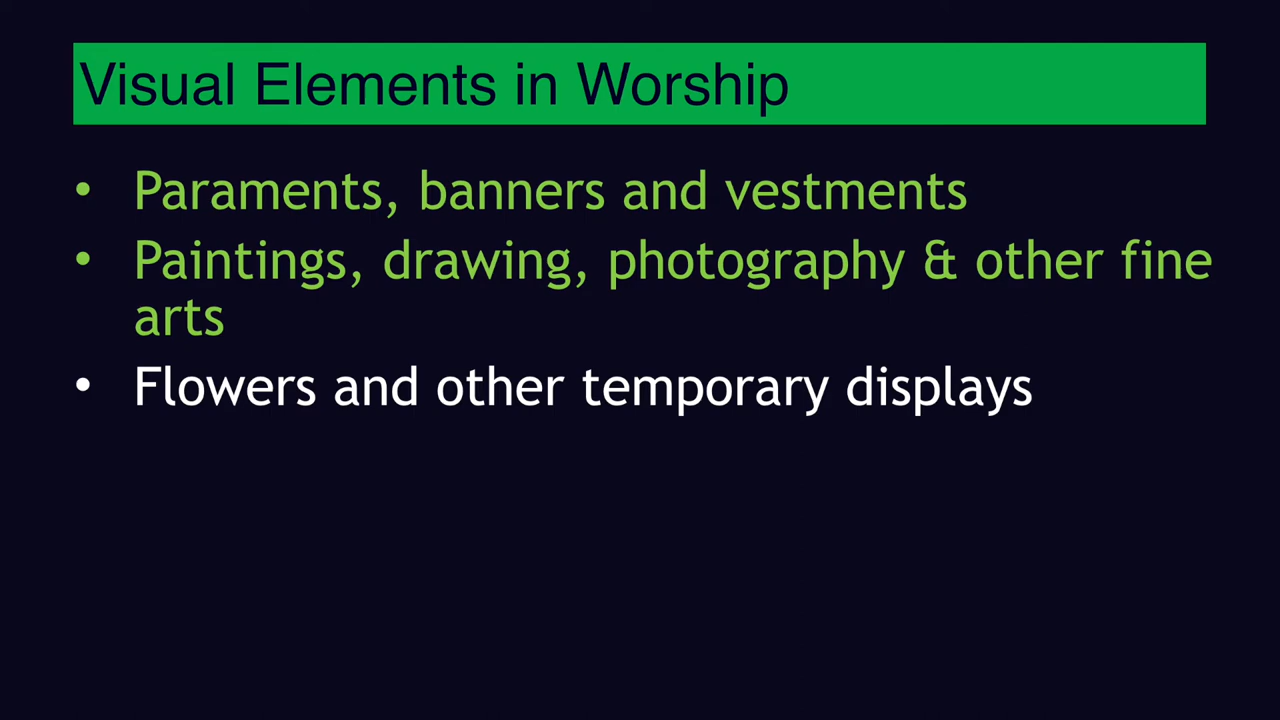 Visual Elements in Worship
• Paraments, banners and vestments
• Paintings, drawing, photography & other fine
arts
• Flowers and other temporary displays